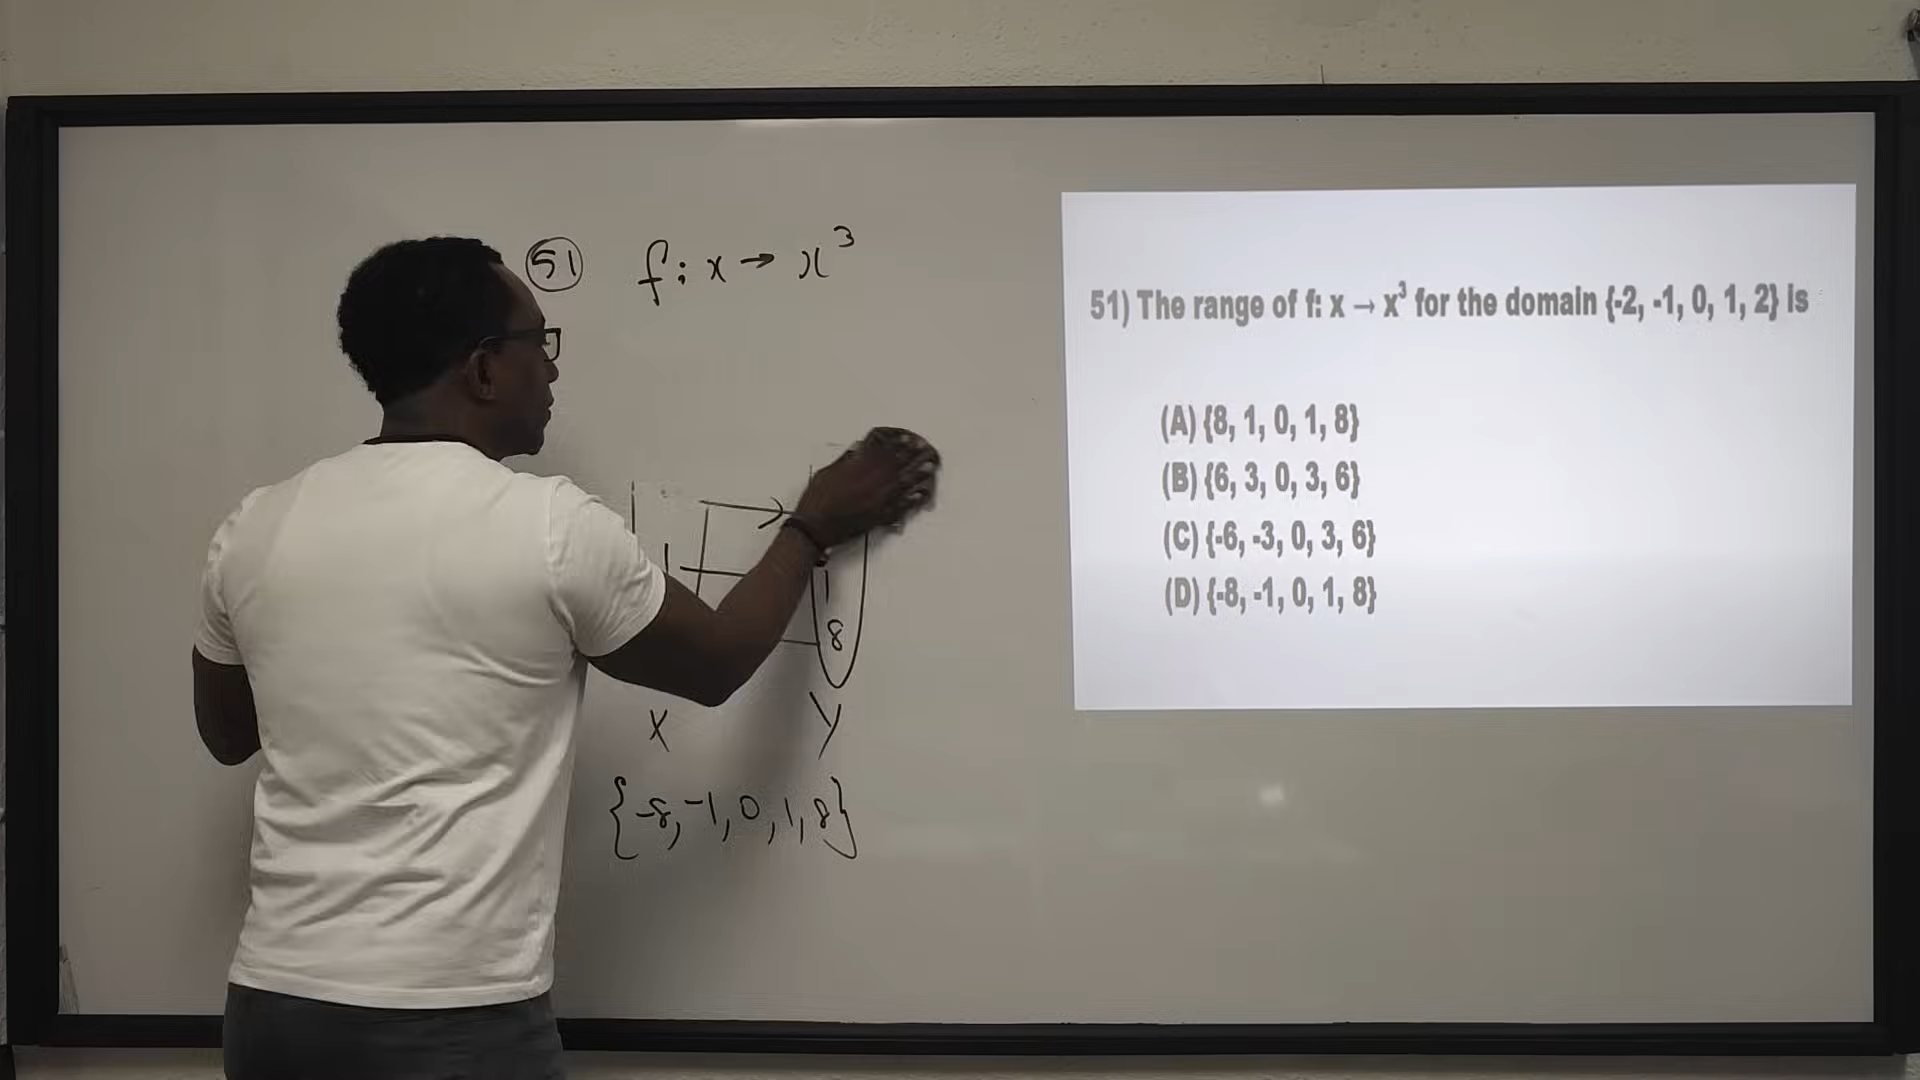 51 f: x → x³
1
8
X Y
{-8, -1, 0, 1, 8}
51) The range of f: x → x³ for the domain {-2, -1, 0, 1, 2} is
(A) {8, 1, 0, 1, 8}
(B) {6, 3, 0, 3, 6}
(C) {-6, -3, 0, 3, 6}
(D) {-8, -1, 0, 1, 8}